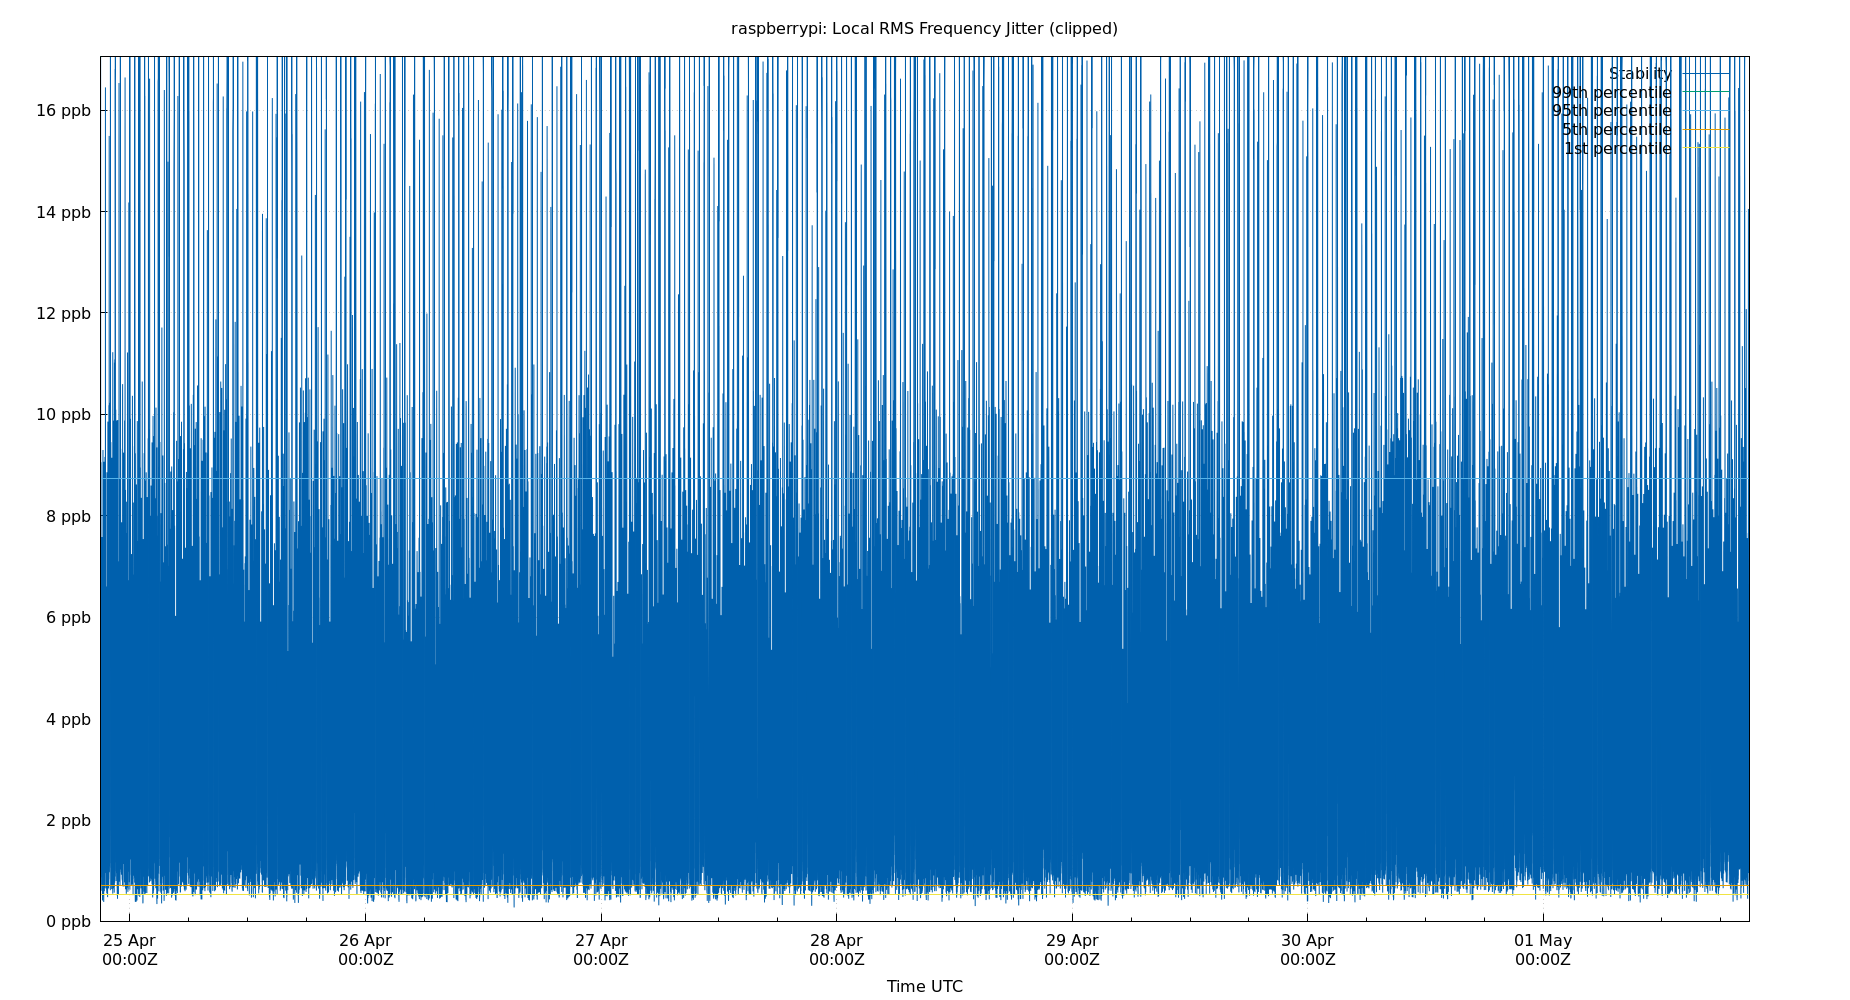 raspberrypi: Local RMS Frequency Jitter (clipped)
Stability
99th percentile
95th percentile
5th percentile
1st percentile
16 ppb
14 ppb
12 ppb
10 ppb
8 ppb
6 ppb
4 ppb
2 ppb
0 ppb
25 Apr 26 Apr 27 Apr 28 Apr 29 Apr 30 Apr 01 May
00:00Z 00:00Z 00:00Z 00:00Z 00:00Z 00:00Z 00:00Z
Time UTC